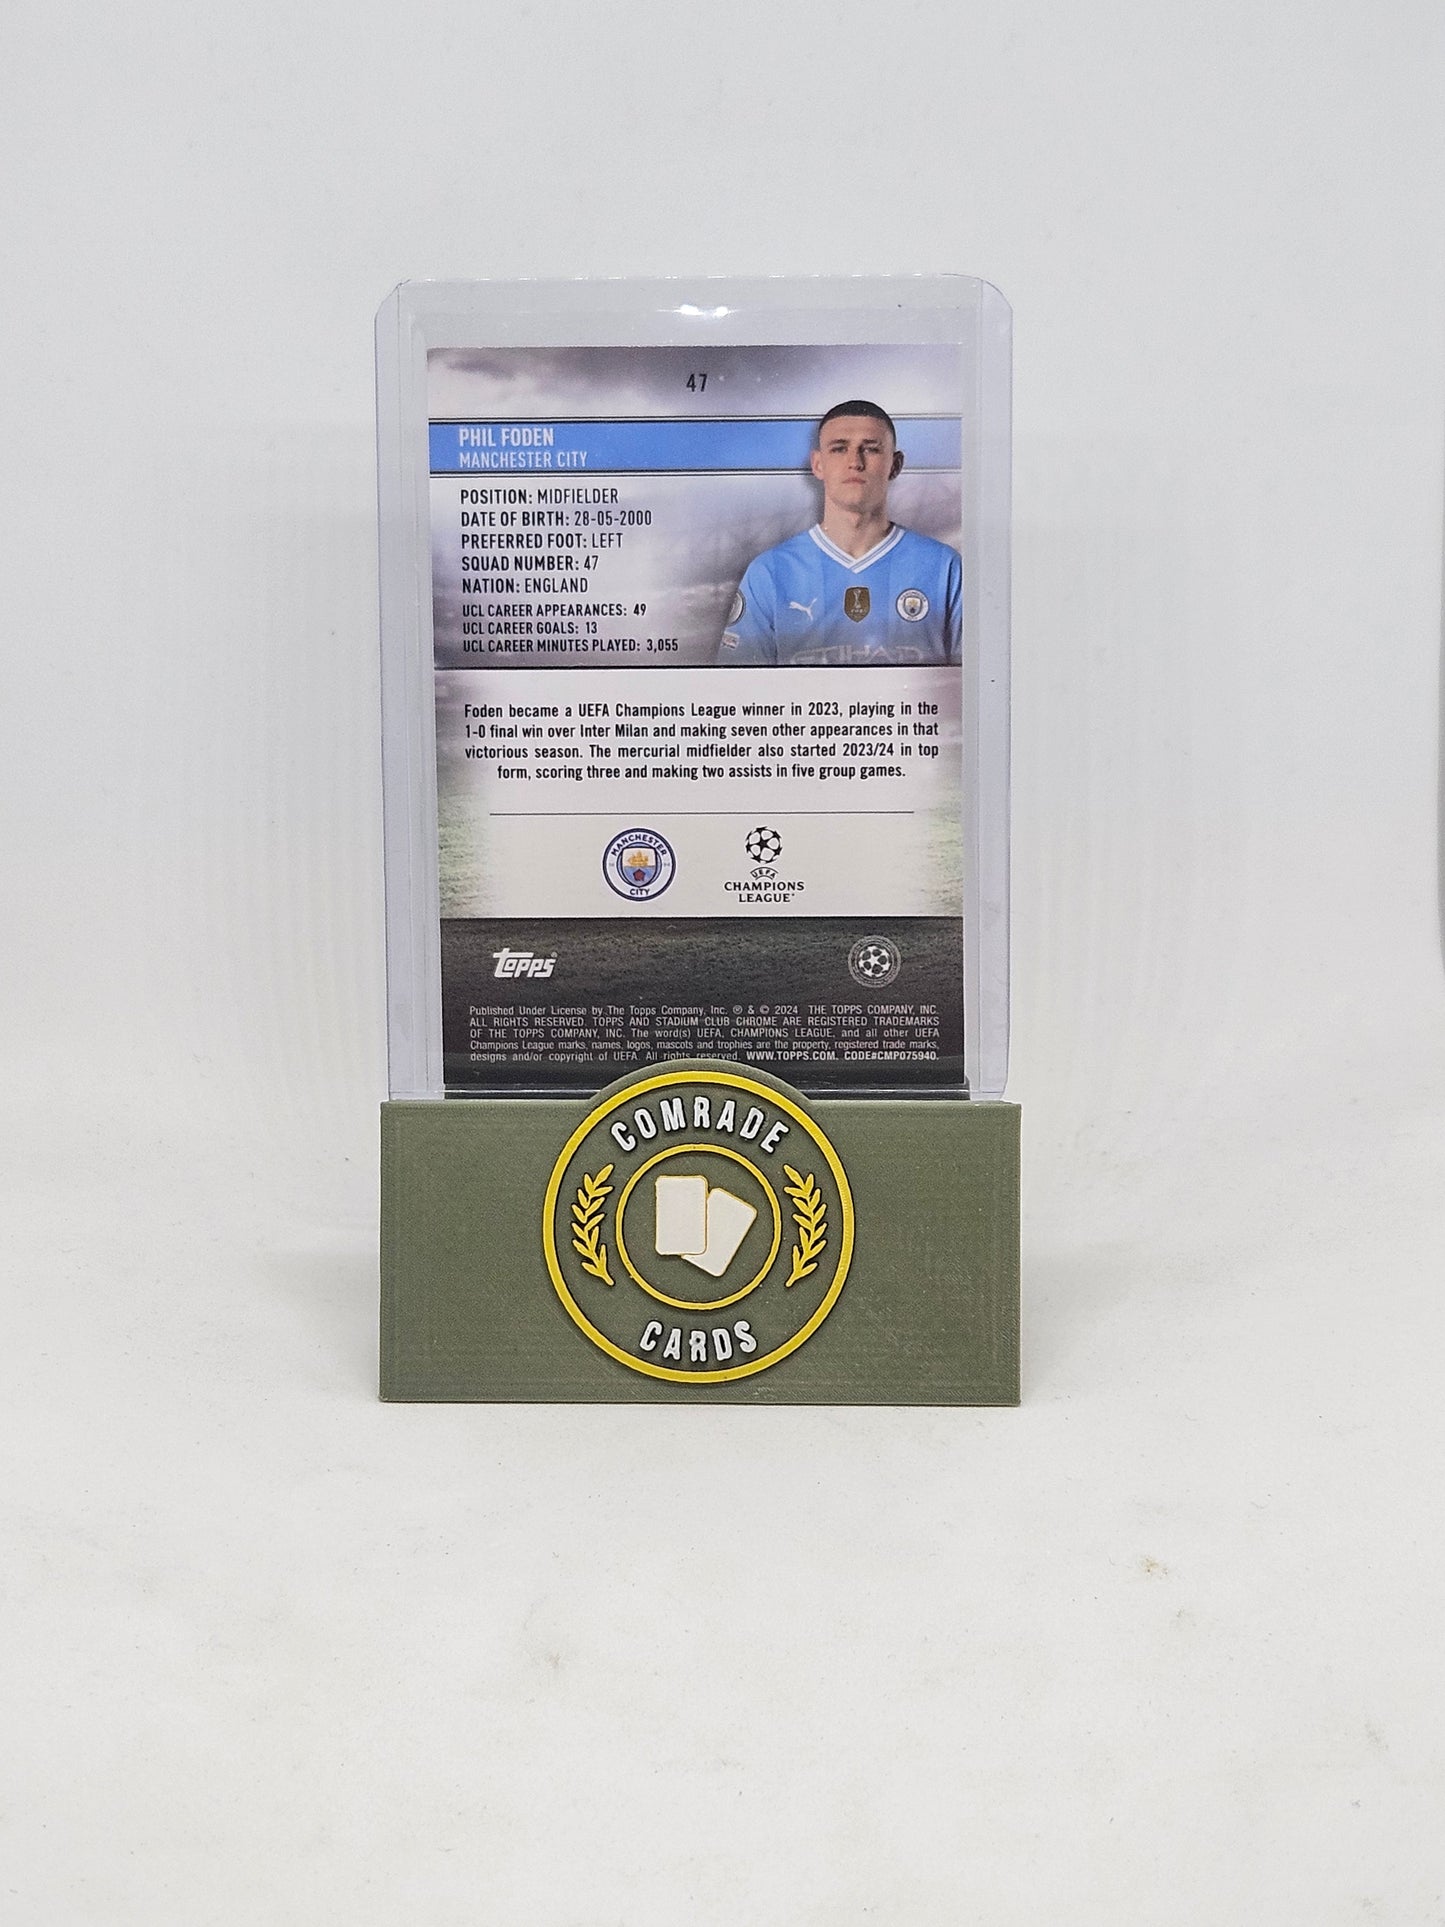 47
PHIL FODEN
MANCHESTER CITY
POSITION: MIDFIELDER
DATE OF BIRTH: 28-05-2000
PREFERRED FOOT: LEFT
SQUAD NUMBER: 47
NATION: ENGLAND
UCL CAREER APPEARANCES: 49
UCL CAREER GOALS: 13
UCL CAREER MINUTES PLAYED: 3,055
ETIHAD
Foden became a UEFA Champions League winner in 2023, playing in the
1-0 final win over Inter Milan and making seven other appearances in that
victorious season. The mercurial midfielder also started 2023/24 in top
form, scoring three and making two assists in five group games.
MANCHESTER
CITY
UEFA
CHAMPIONS
LEAGUE
topps
Published Under License by The Topps Company, Inc. ® & © 2024 THE TOPPS COMPANY, INC.
ALL RIGHTS RESERVED. TOPPS AND STADIUM CLUB CHROME ARE REGISTERED TRADEMARKS
OF THE TOPPS COMPANY, INC. The word(s) UEFA, CHAMPIONS LEAGUE, and all other UEFA
Champions League marks, names, logos, mascots and trophies are the property, registered trade marks,
designs and/or copyright of UEFA. All rights reserved. WWW.TOPPS.COM. CODE#CMP075940.
COMRADE
CARDS